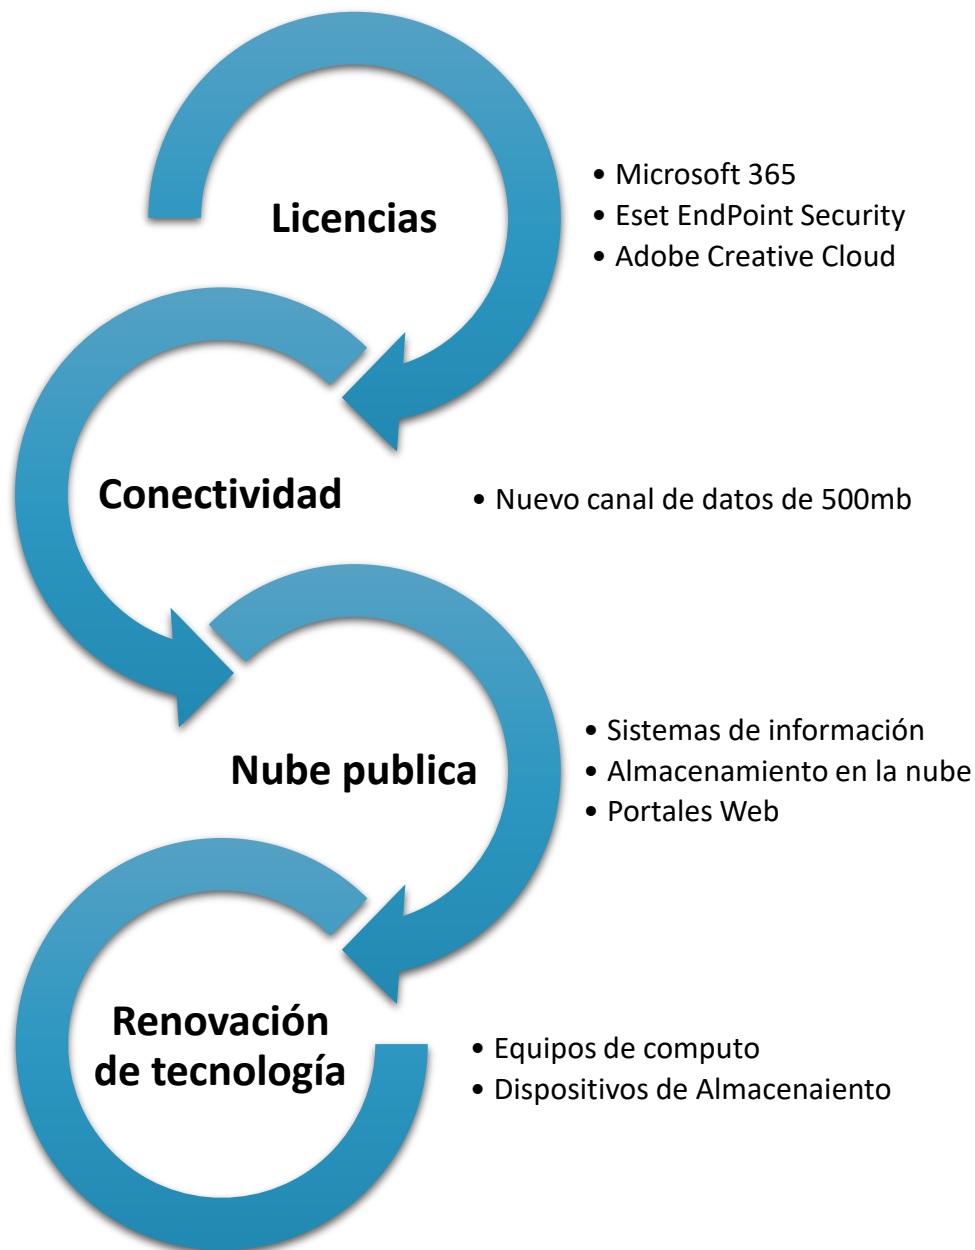 Licencias
• Microsoft 365
• Eset EndPoint Security
• Adobe Creative Cloud
Conectividad
• Nuevo canal de datos de 500mb
Nube publica
• Sistemas de información
• Almacenamiento en la nube
• Portales Web
Renovación
de tecnología
• Equipos de computo
• Dispositivos de Almacenaiento